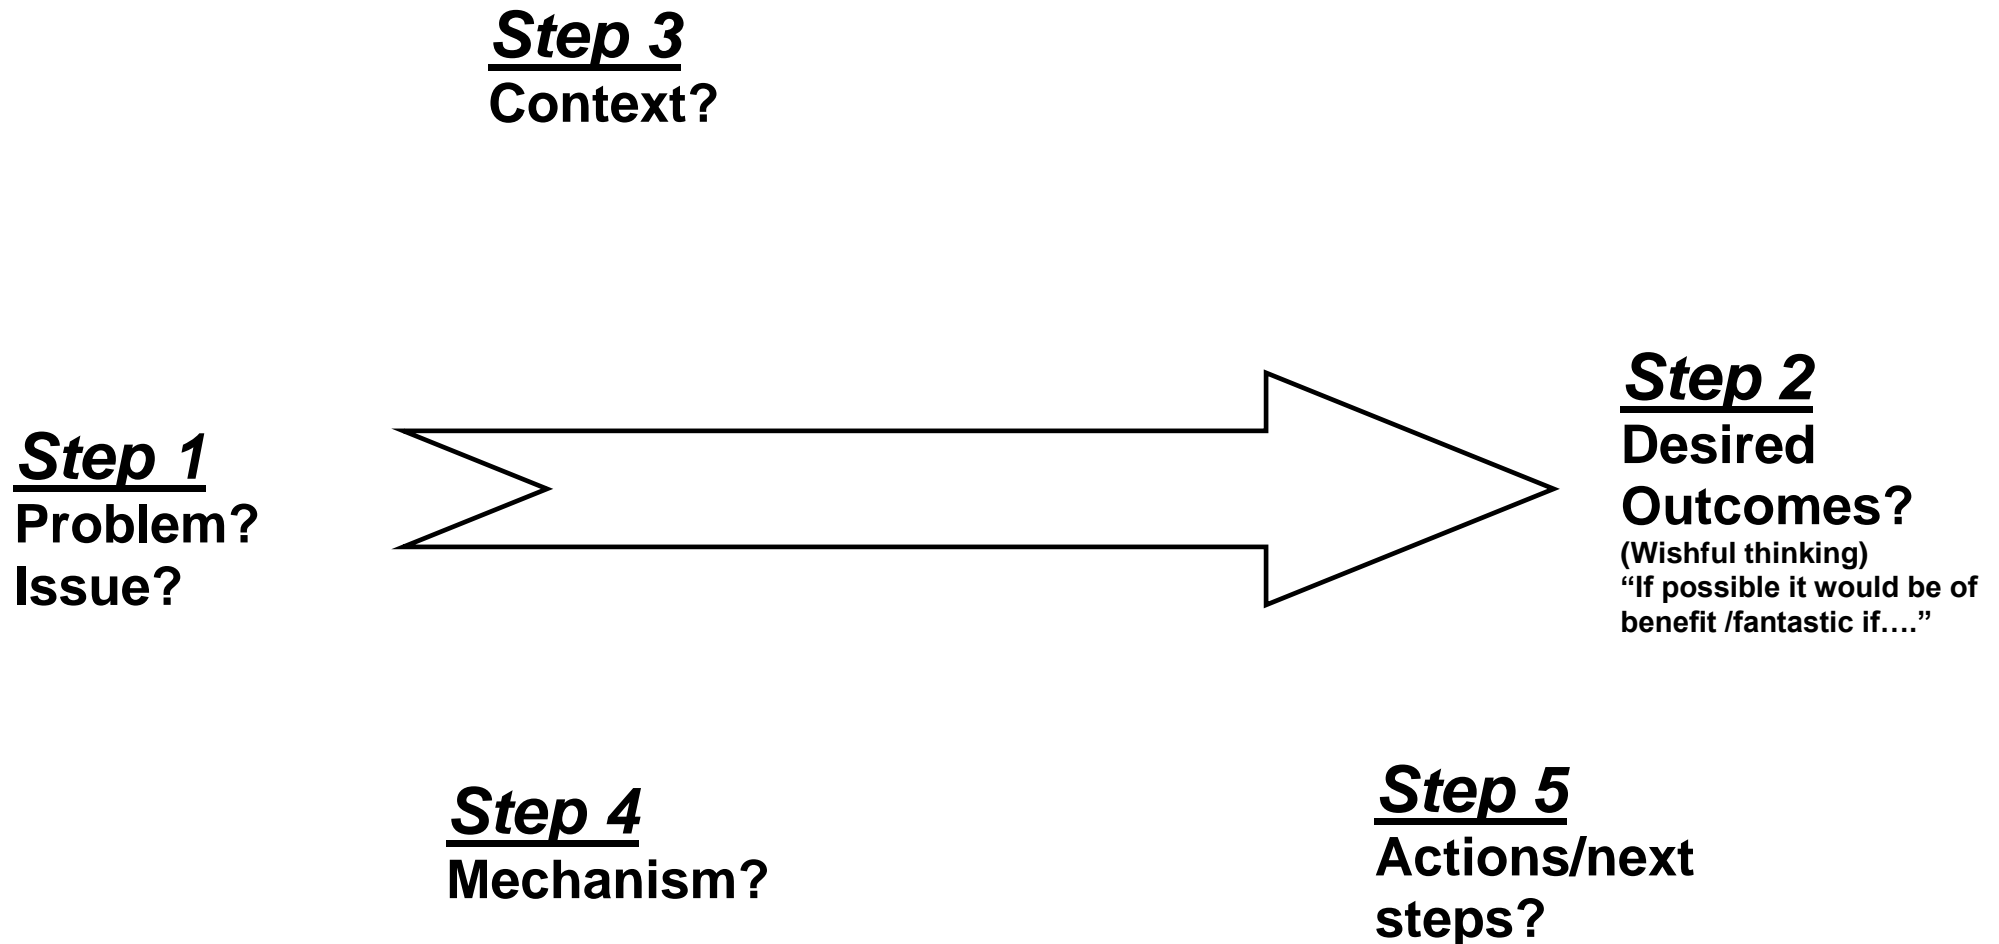 Step 3
Context?
Step 1
Problem?
Issue?
Step 2
Desired
Outcomes?
(Wishful thinking)
“If possible it would be of
benefit /fantastic if….”
Step 4
Mechanism?
Step 5
Actions/next
steps?